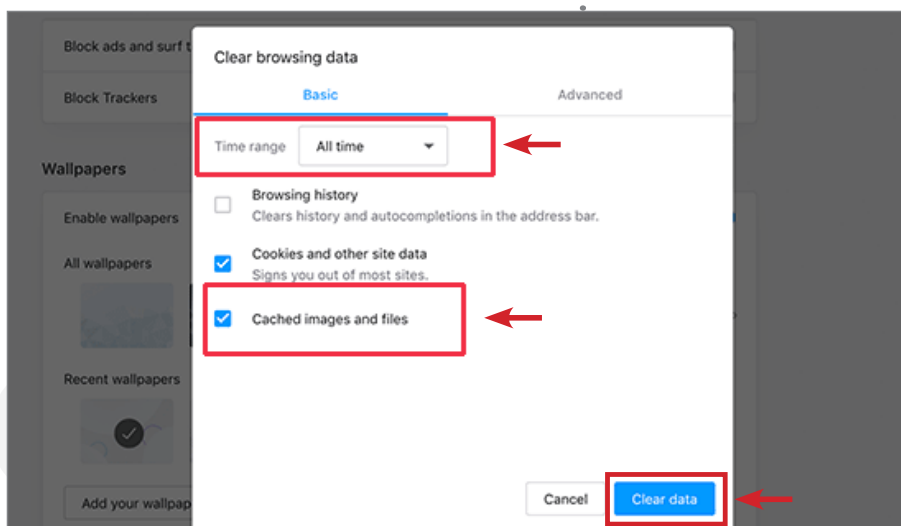 Block ads and surf t
Clear browsing data
Basic
Advanced
Block Trackers
Time range
All time
Wallpapers
Browsing history
Clears history and autocompletions in the address bar.
Enable wallpapers
Cookies and other site data
Signs you out of most sites.
All wallpapers
Cached images and files
Recent wallpapers
Add your wallpap
Cancel
Clear data